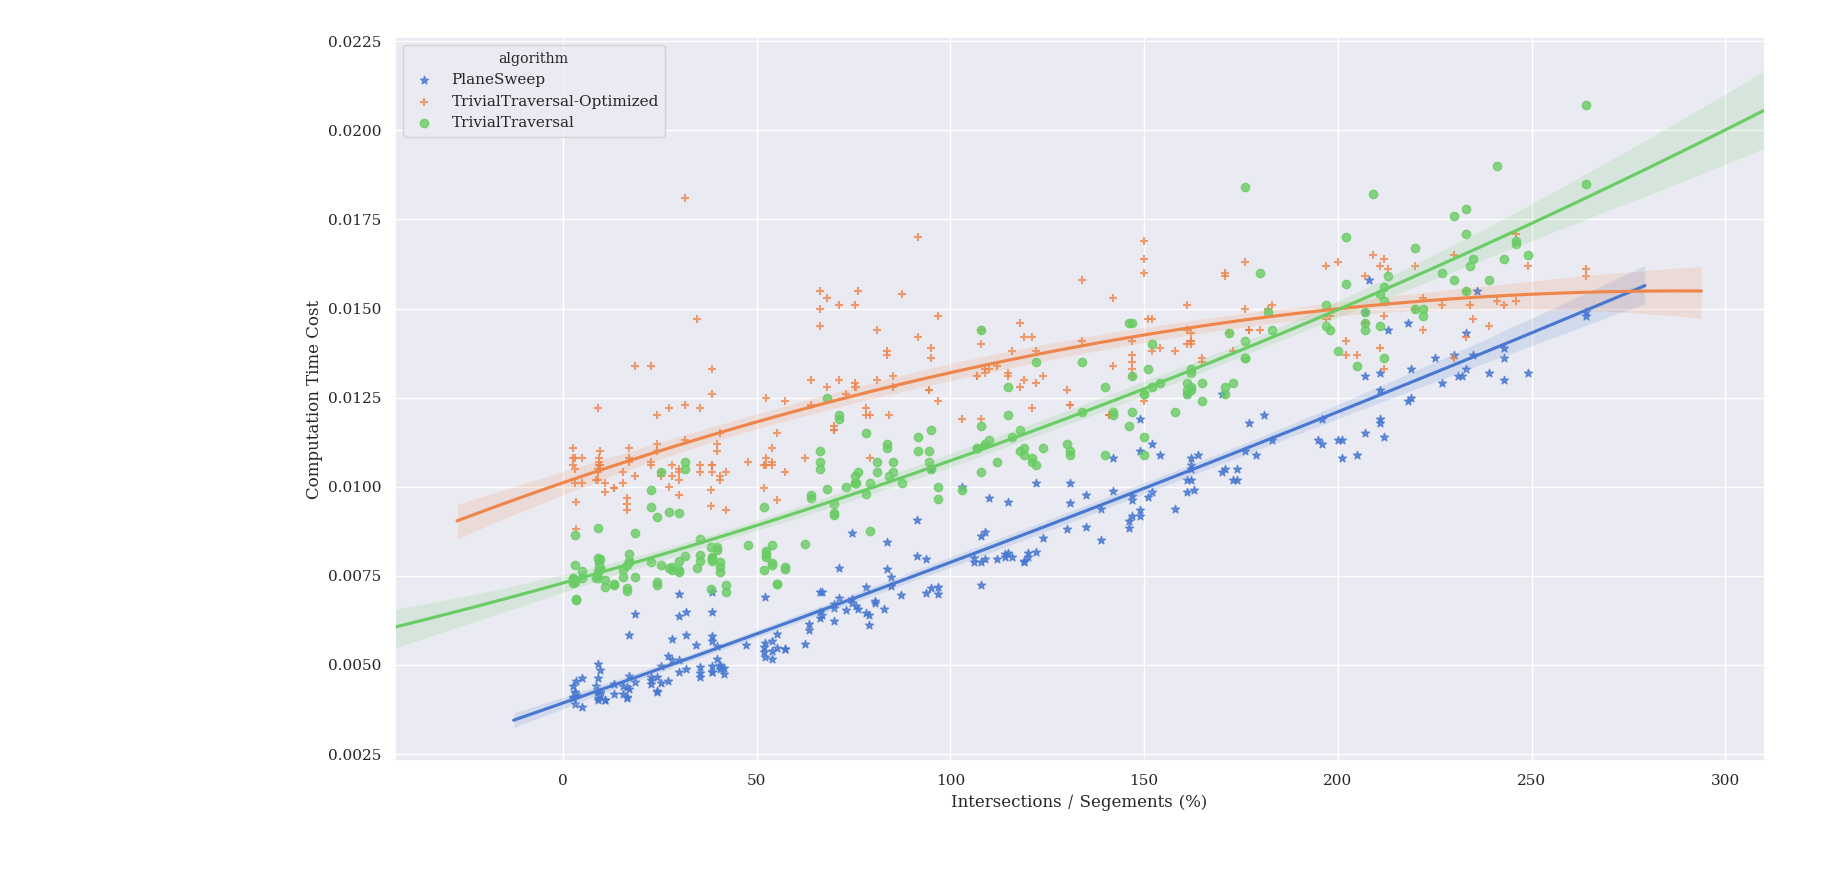 algorithm
PlaneSweep
TrivialTraversal-Optimized
TrivialTraversal
Computation Time Cost
0.0225
0.0200
0.0175
0.0150
0.0125
0.0100
0.0075
0.0050
0.0025
0 50 100 150 200 250 300
Intersections / Segements (%)